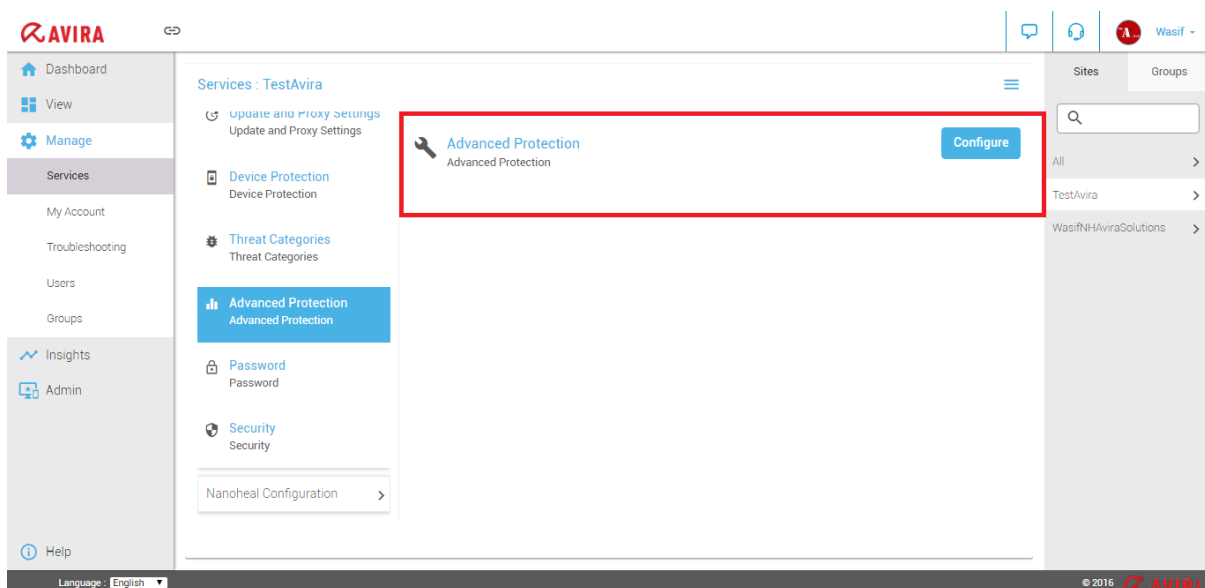 AVIRA
Wasif
Dashboard
View
Manage
Services
My Account
Troubleshooting
Users
Groups
Insights
Admin
Help
Services : TestAvira
Update and Proxy Settings
Update and Proxy Settings
Device Protection
Device Protection
Threat Categories
Threat Categories
Advanced Protection
Advanced Protection
Password
Password
Security
Security
Nanoheal Configuration
Advanced Protection
Advanced Protection
Configure
Sites Groups
All
TestAvira
WasifNHAviraSolutions
Language : English
© 2016 AVIRA